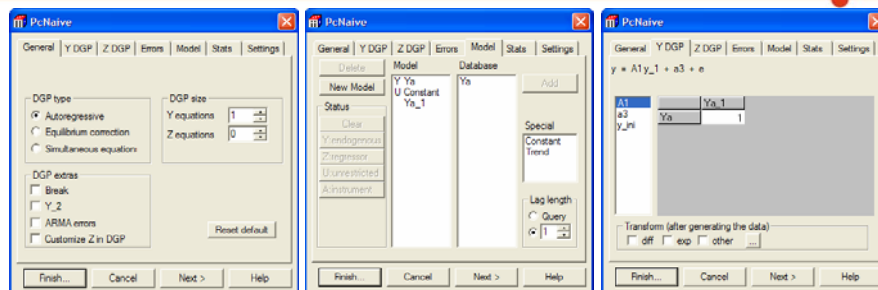 PcNaive
General Y DGP Z DGP Errors Model Stats Settings
DGP type
Autoregressive
Equilibrium correction
Simultaneous equations
DGP size
Y equations 1
Z equations 0
DGP extras
Break
Y_2
ARMA errors
Customize Z in DGP
Reset default
Finish... Cancel Next > Help
PcNaive
General Y DGP Z DGP Errors Model Stats Settings
Delete
New Model
Status
Clear
Y:endogenous
Z:regressor
U:unrestricted
A:instrument
Model
Y Ya
U Constant
Ya_1
Database
Ya
Add
Special
Constant
Trend
Lag length
Query
1
Finish... Cancel Next > Help
PcNaive
General Y DGP Z DGP Errors Model Stats Settings
y = A1y_1 + a3 + e
A1
a3
y_ini
Ya_1
Ya 1
Transform (after generating the data)
diff exp other ...
Finish... Cancel Next > Help